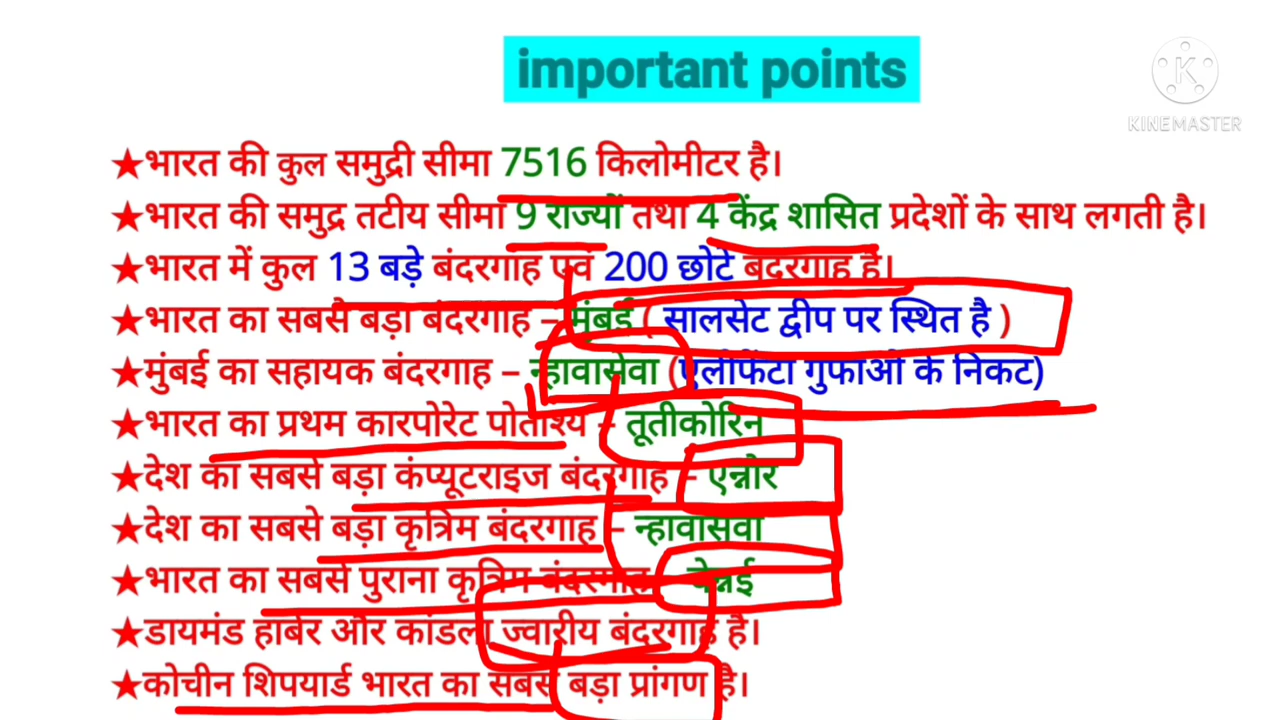 important points
KINEMASTER
★भारत की कुल समुद्री सीमा 7516 किलोमीटर है।
★भारत की समुद्र तटीय सीमा 9 राज्यों तथा 4 केंद्र शासित प्रदेशों के साथ लगती है।
★भारत में कुल 13 बड़े बंदरगाह एवं 200 छोटे बंदरगाह है।
★भारत का सबसे बड़ा बंदरगाह – मुंबई ( सालसेट द्वीप पर स्थित है )
★मुंबई का सहायक बंदरगाह – न्हावासेवा (एलीफेंटा गुफाओं के निकट)
★भारत का प्रथम कारपोरेट पोताश्य – तूतीकोरिन
★देश का सबसे बड़ा कंप्यूटराइज बंदरगाह – एन्नोर
★देश का सबसे बड़ा कृत्रिम बंदरगाह – न्हावासेवा
★भारत का सबसे पुराना कृत्रिम बंदरगाह – चेन्नई
★डायमंड हार्बर और कांडला ज्वारीय बंदरगाह है।
★कोचीन शिपयार्ड भारत का सबसे बड़ा प्रांगण है।